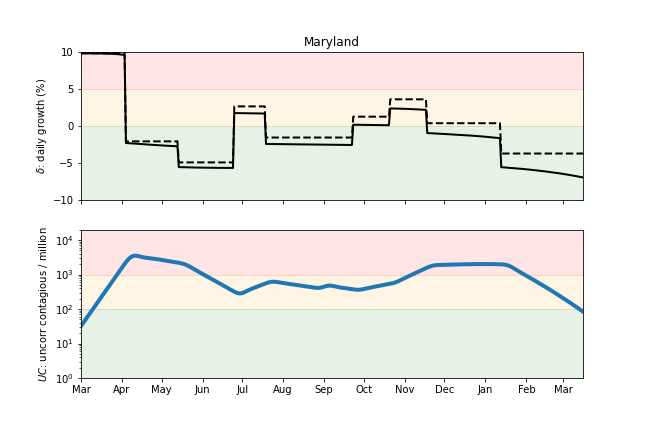 Maryland
δ: daily growth (%)
10
5
0
−5
−10
UC: uncorr contagious / million
10⁴
10³
10²
10¹
10⁰
Mar Apr May Jun Jul Aug Sep Oct Nov Dec Jan Feb Mar